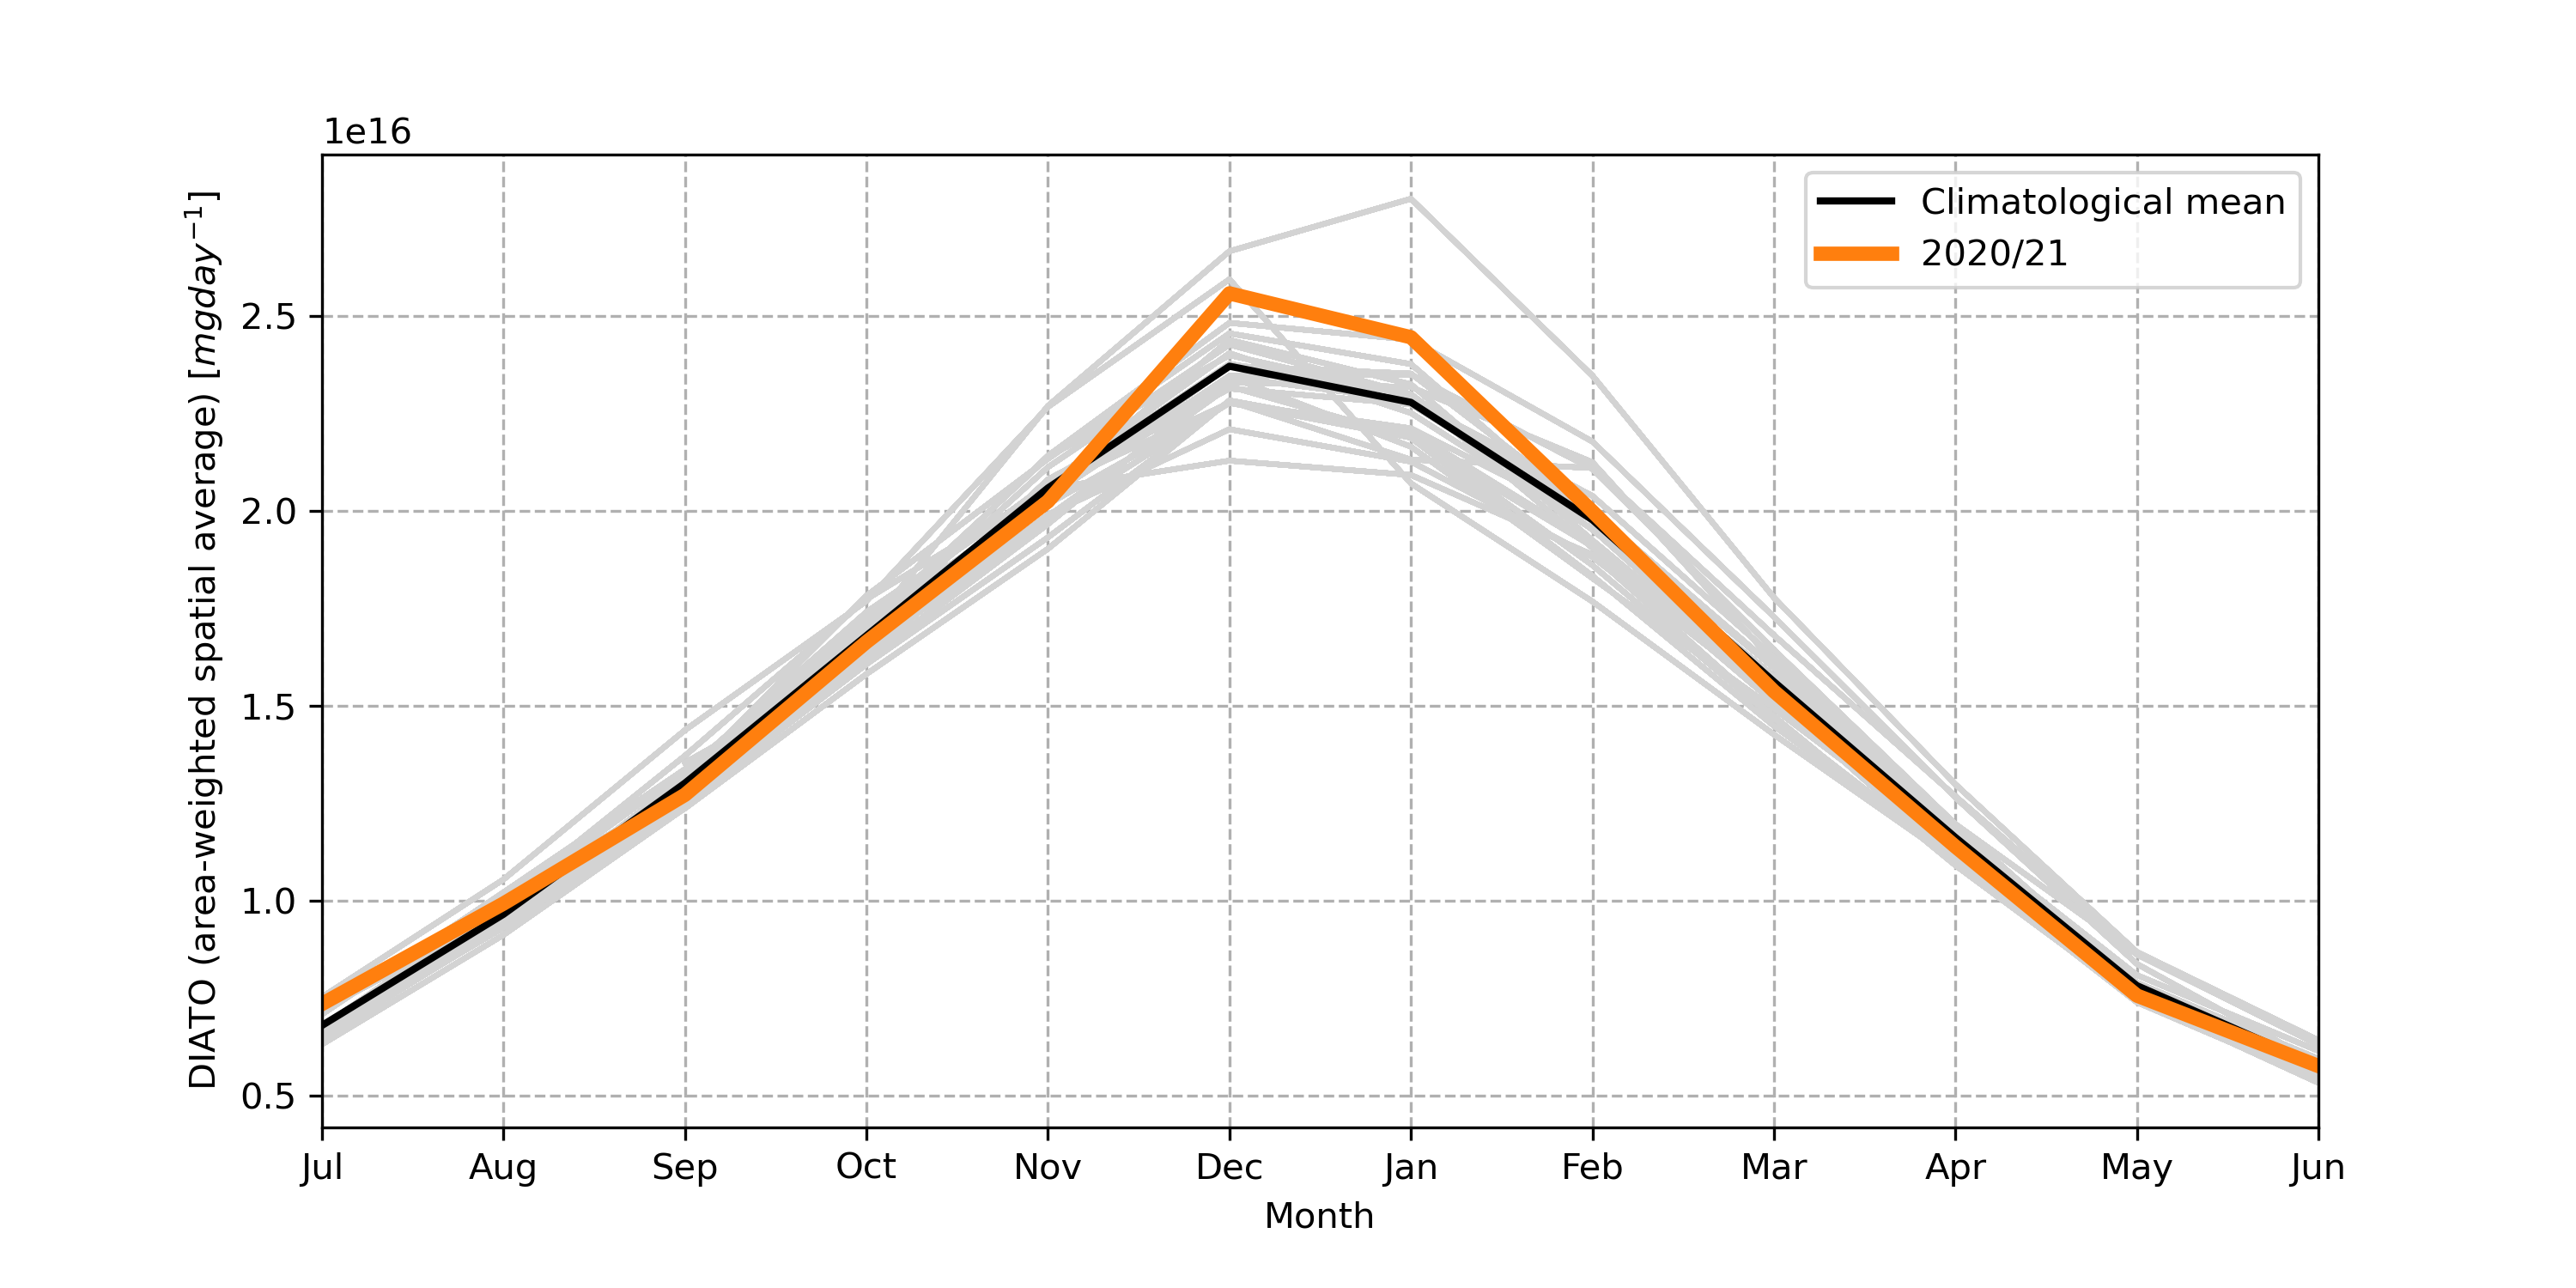 1e16
Climatological mean
2020/21
DIATO (area-weighted spatial average) [mgday⁻¹]
2.5
2.0
1.5
1.0
0.5
Jul Aug Sep Oct Nov Dec Jan Feb Mar Apr May Jun
Month